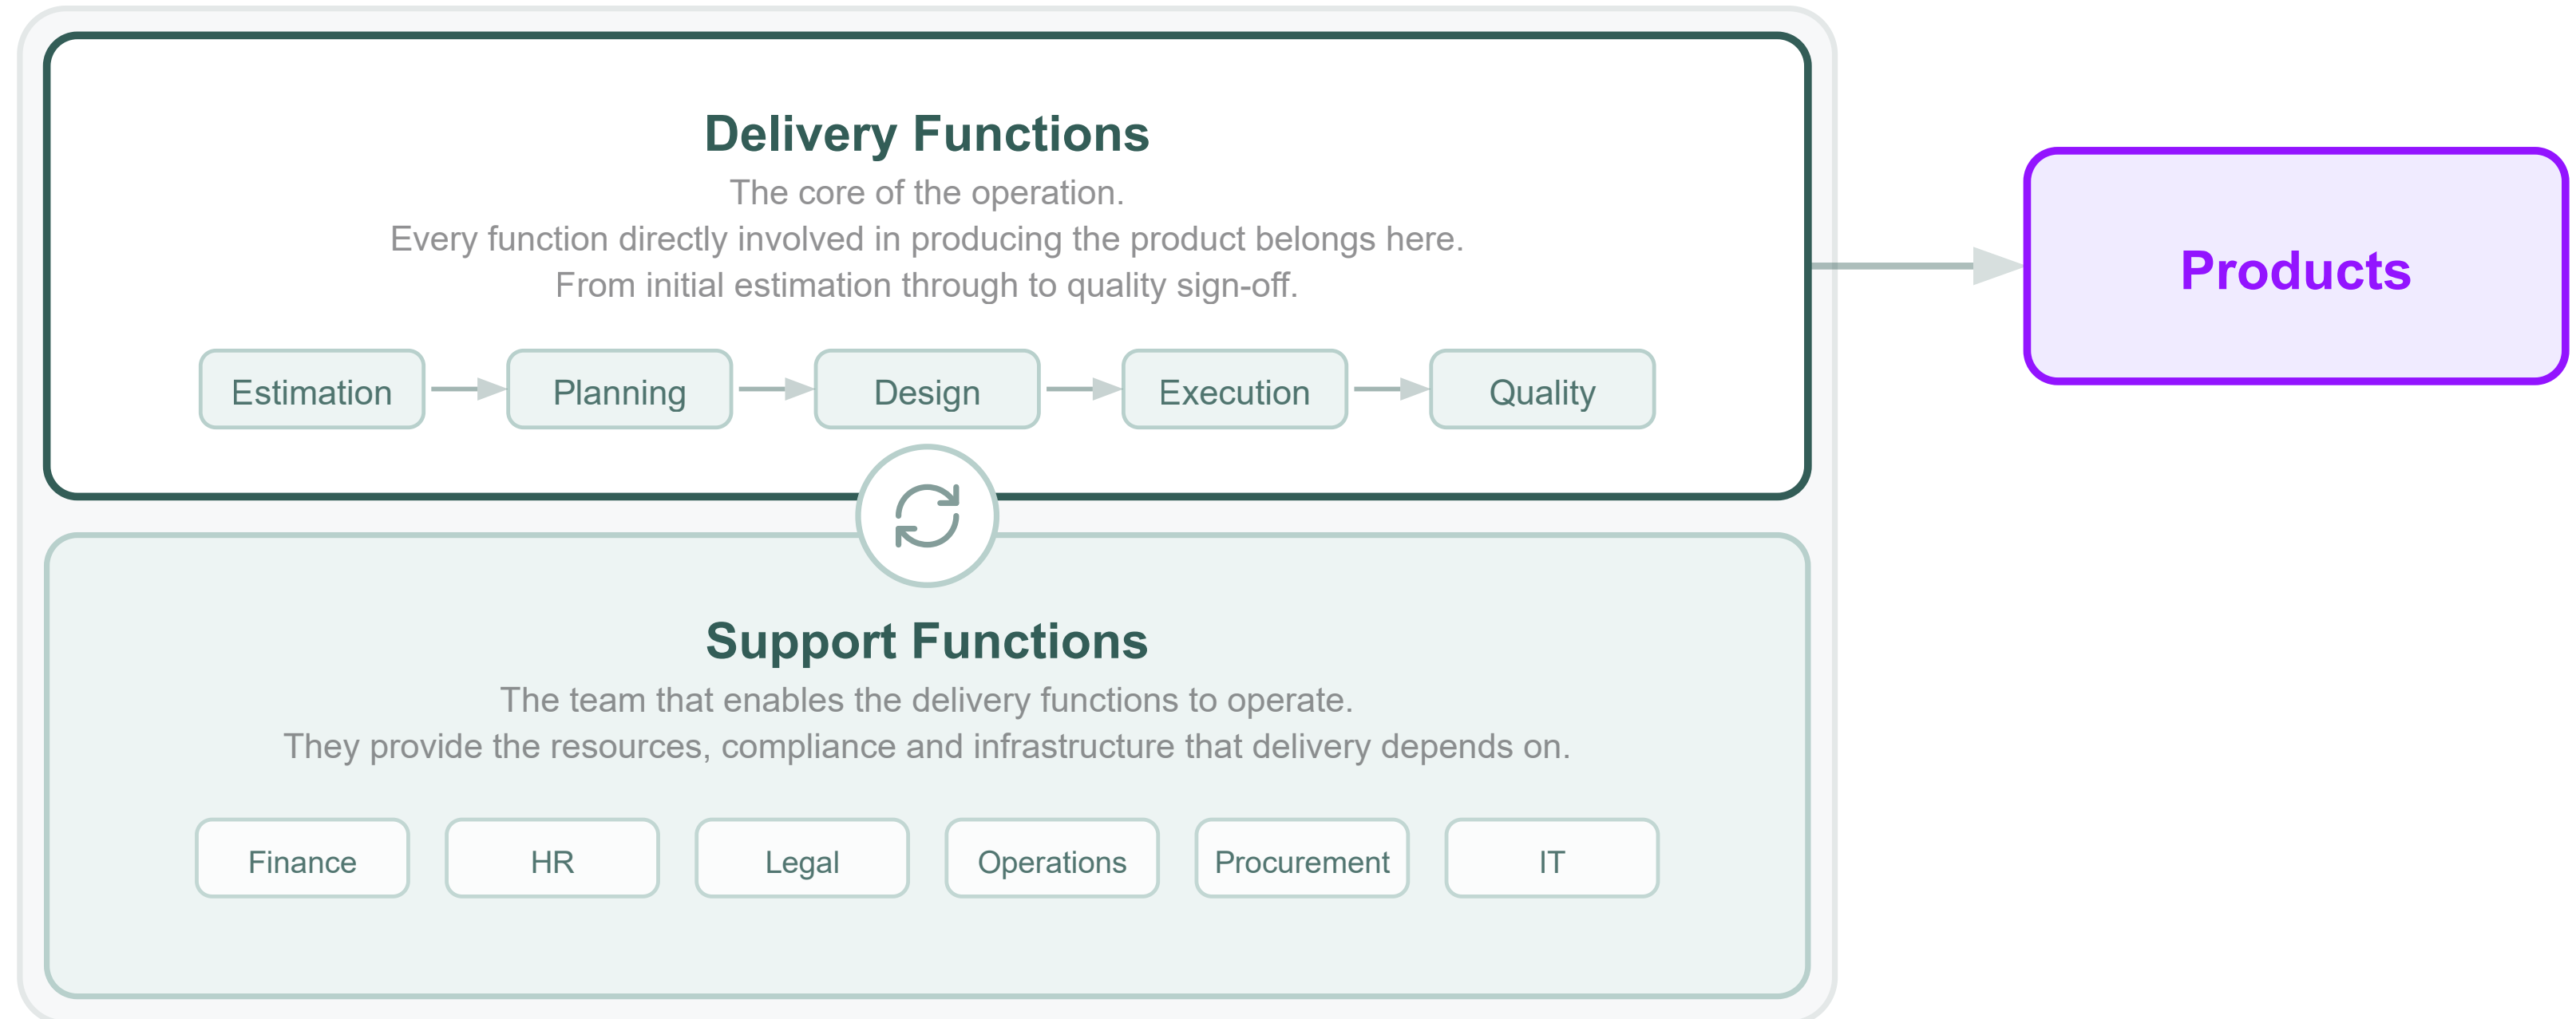 Delivery Functions
The core of the operation.
Every function directly involved in producing the product belongs here.
From initial estimation through to quality sign-off.
Estimation
Planning
Design
Execution
Quality
Products
Support Functions
The team that enables the delivery functions to operate.
They provide the resources, compliance and infrastructure that delivery depends on.
Finance
HR
Legal
Operations
Procurement
IT